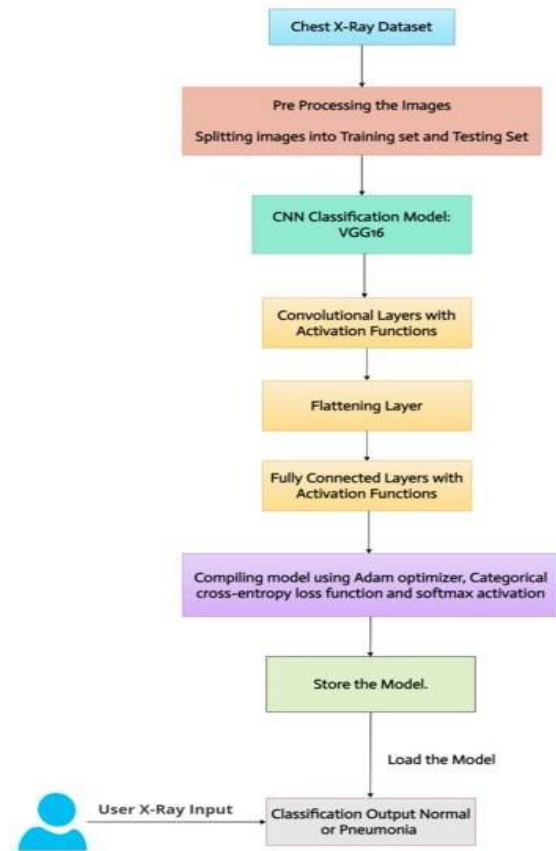 Chest X-Ray Dataset
Pre Processing the Images
Splitting images into Training set and Testing Set
CNN Classification Model:
VGG16
Convolutional Layers with
Activation Functions
Flattening Layer
Fully Connected Layers with
Activation Functions
Compiling model using Adam optimizer, Categorical
cross-entropy loss function and softmax activation
Store the Model.
Load the Model
User X-Ray Input
Classification Output Normal
or Pneumonia